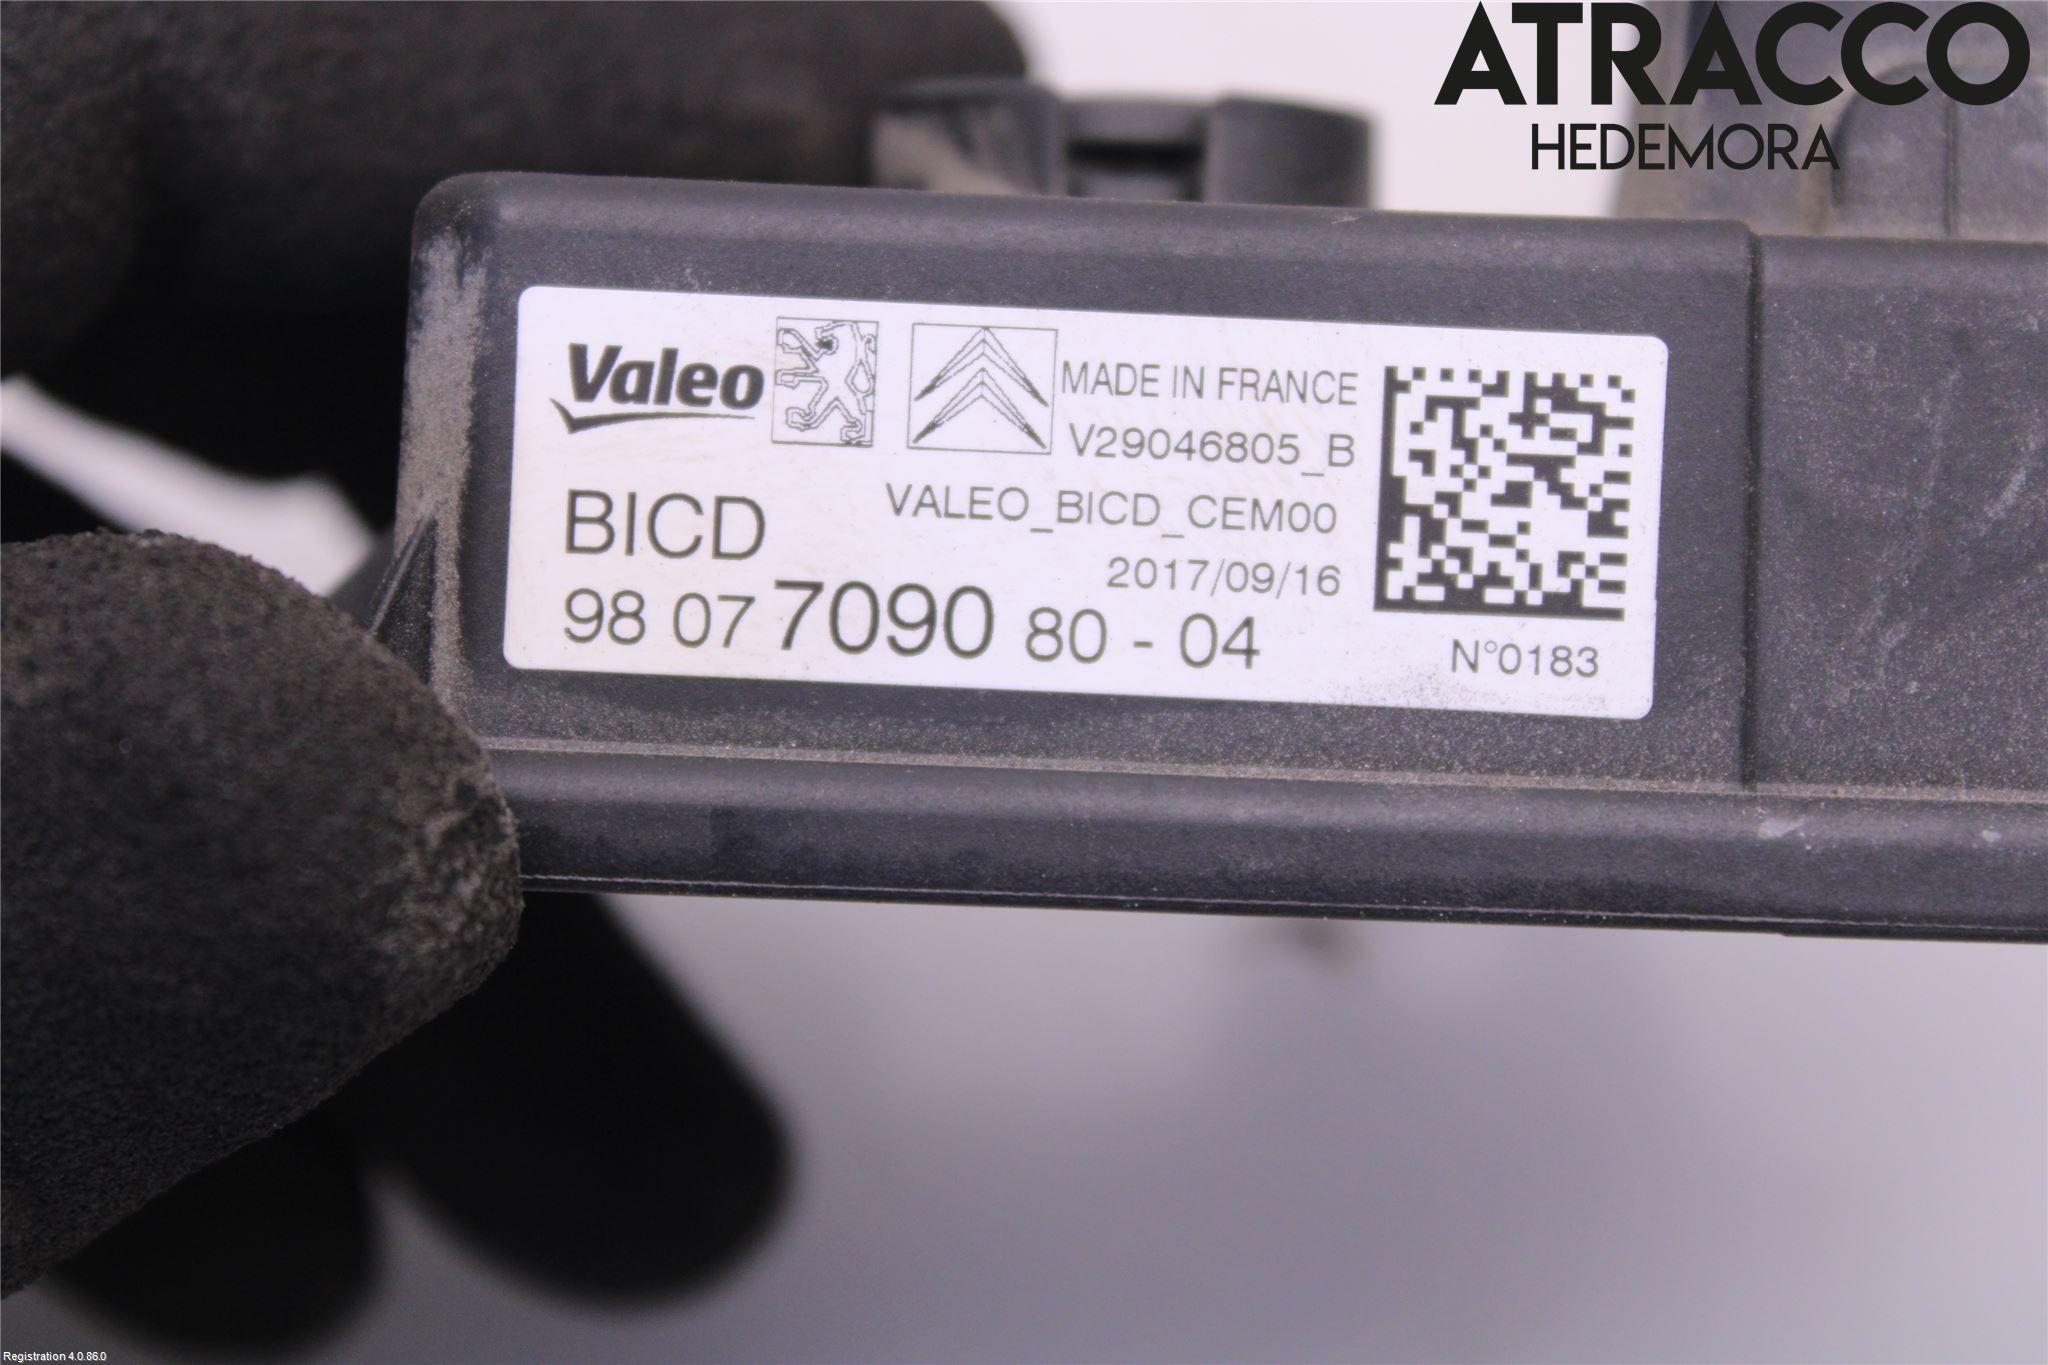 ATRACCO
HEDEMORA
Valeo
MADE IN FRANCE
V29046805_B
BICD
VALEO_BICD_CEM00
2017/09/16
98 07 7090 80 - 04
N°0183
Registration 4.0.86.0